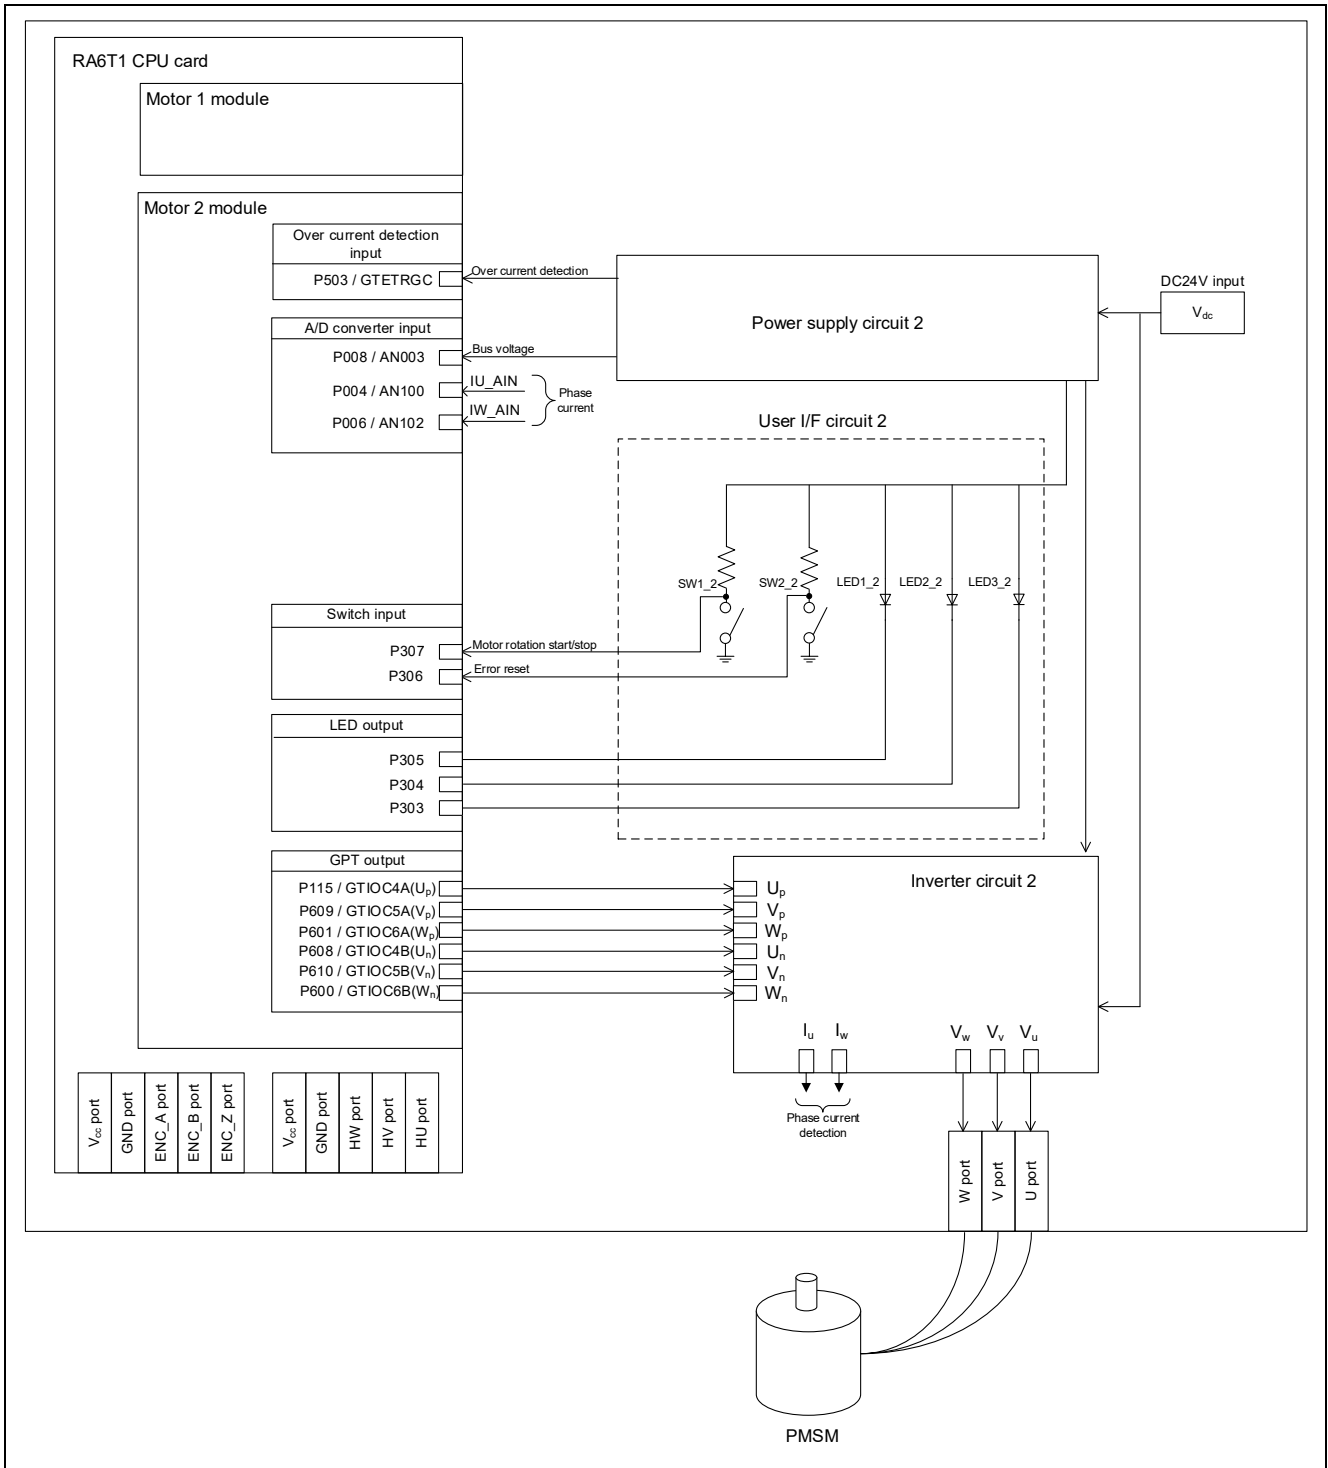 RA6T1 CPU card
Motor 1 module
Motor 2 module
Over current detection
input
P503 / GTETRGC
Over current detection
A/D converter input
P008 / AN003
Bus voltage
P004 / AN100
IU_AIN
P006 / AN102
IW_AIN
Phase
current
Power supply circuit 2
DC24V input
Vdc
User I/F circuit 2
SW1_2
SW2_2
LED1_2
LED2_2
LED3_2
Switch input
P307
Motor rotation start/stop
P306
Error reset
LED output
P305
P304
P303
GPT output
P115 / GTIOC4A(Up)
P609 / GTIOC5A(Vp)
P601 / GTIOC6A(Wp)
P608 / GTIOC4B(Un)
P610 / GTIOC5B(Vn)
P600 / GTIOC6B(Wn)
Inverter circuit 2
Up
Vp
Wp
Un
Vn
Wn
Iu
Iw
Vw
Vv
Vu
Phase current
detection
Vcc port
GND port
ENC_A port
ENC_B port
ENC_Z port
Vcc port
GND port
HW port
HV port
HU port
W port
V port
U port
PMSM